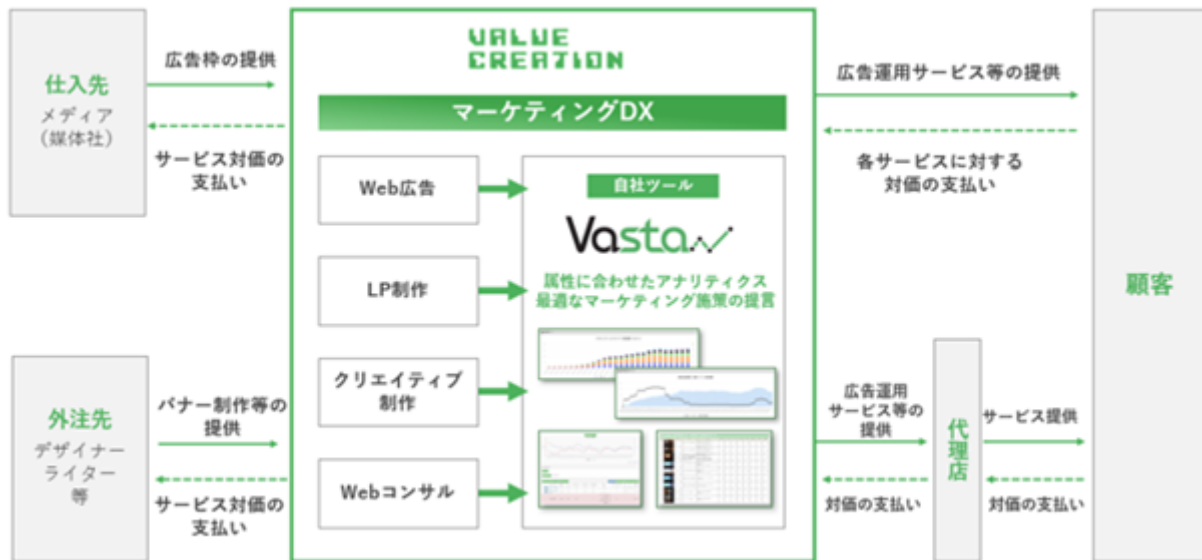 仕入先
メディア
(媒体社)
広告枠の提供
サービス対価の
支払い
外注先
デザイナー
ライター
等
バナー制作等の
提供
サービス対価の
支払い
VALUE
CREATION
マーケティングDX
Web広告
LP制作
クリエイティブ
制作
Webコンサル
自社ツール
Vasta
属性に合わせたアナリティクス
最適なマーケティング施策の提言
広告運用サービス等の提供
各サービスに対する
対価の支払い
広告運用
サービス等の
提供
対価の支払い
代理店
サービス提供
対価の支払い
顧客